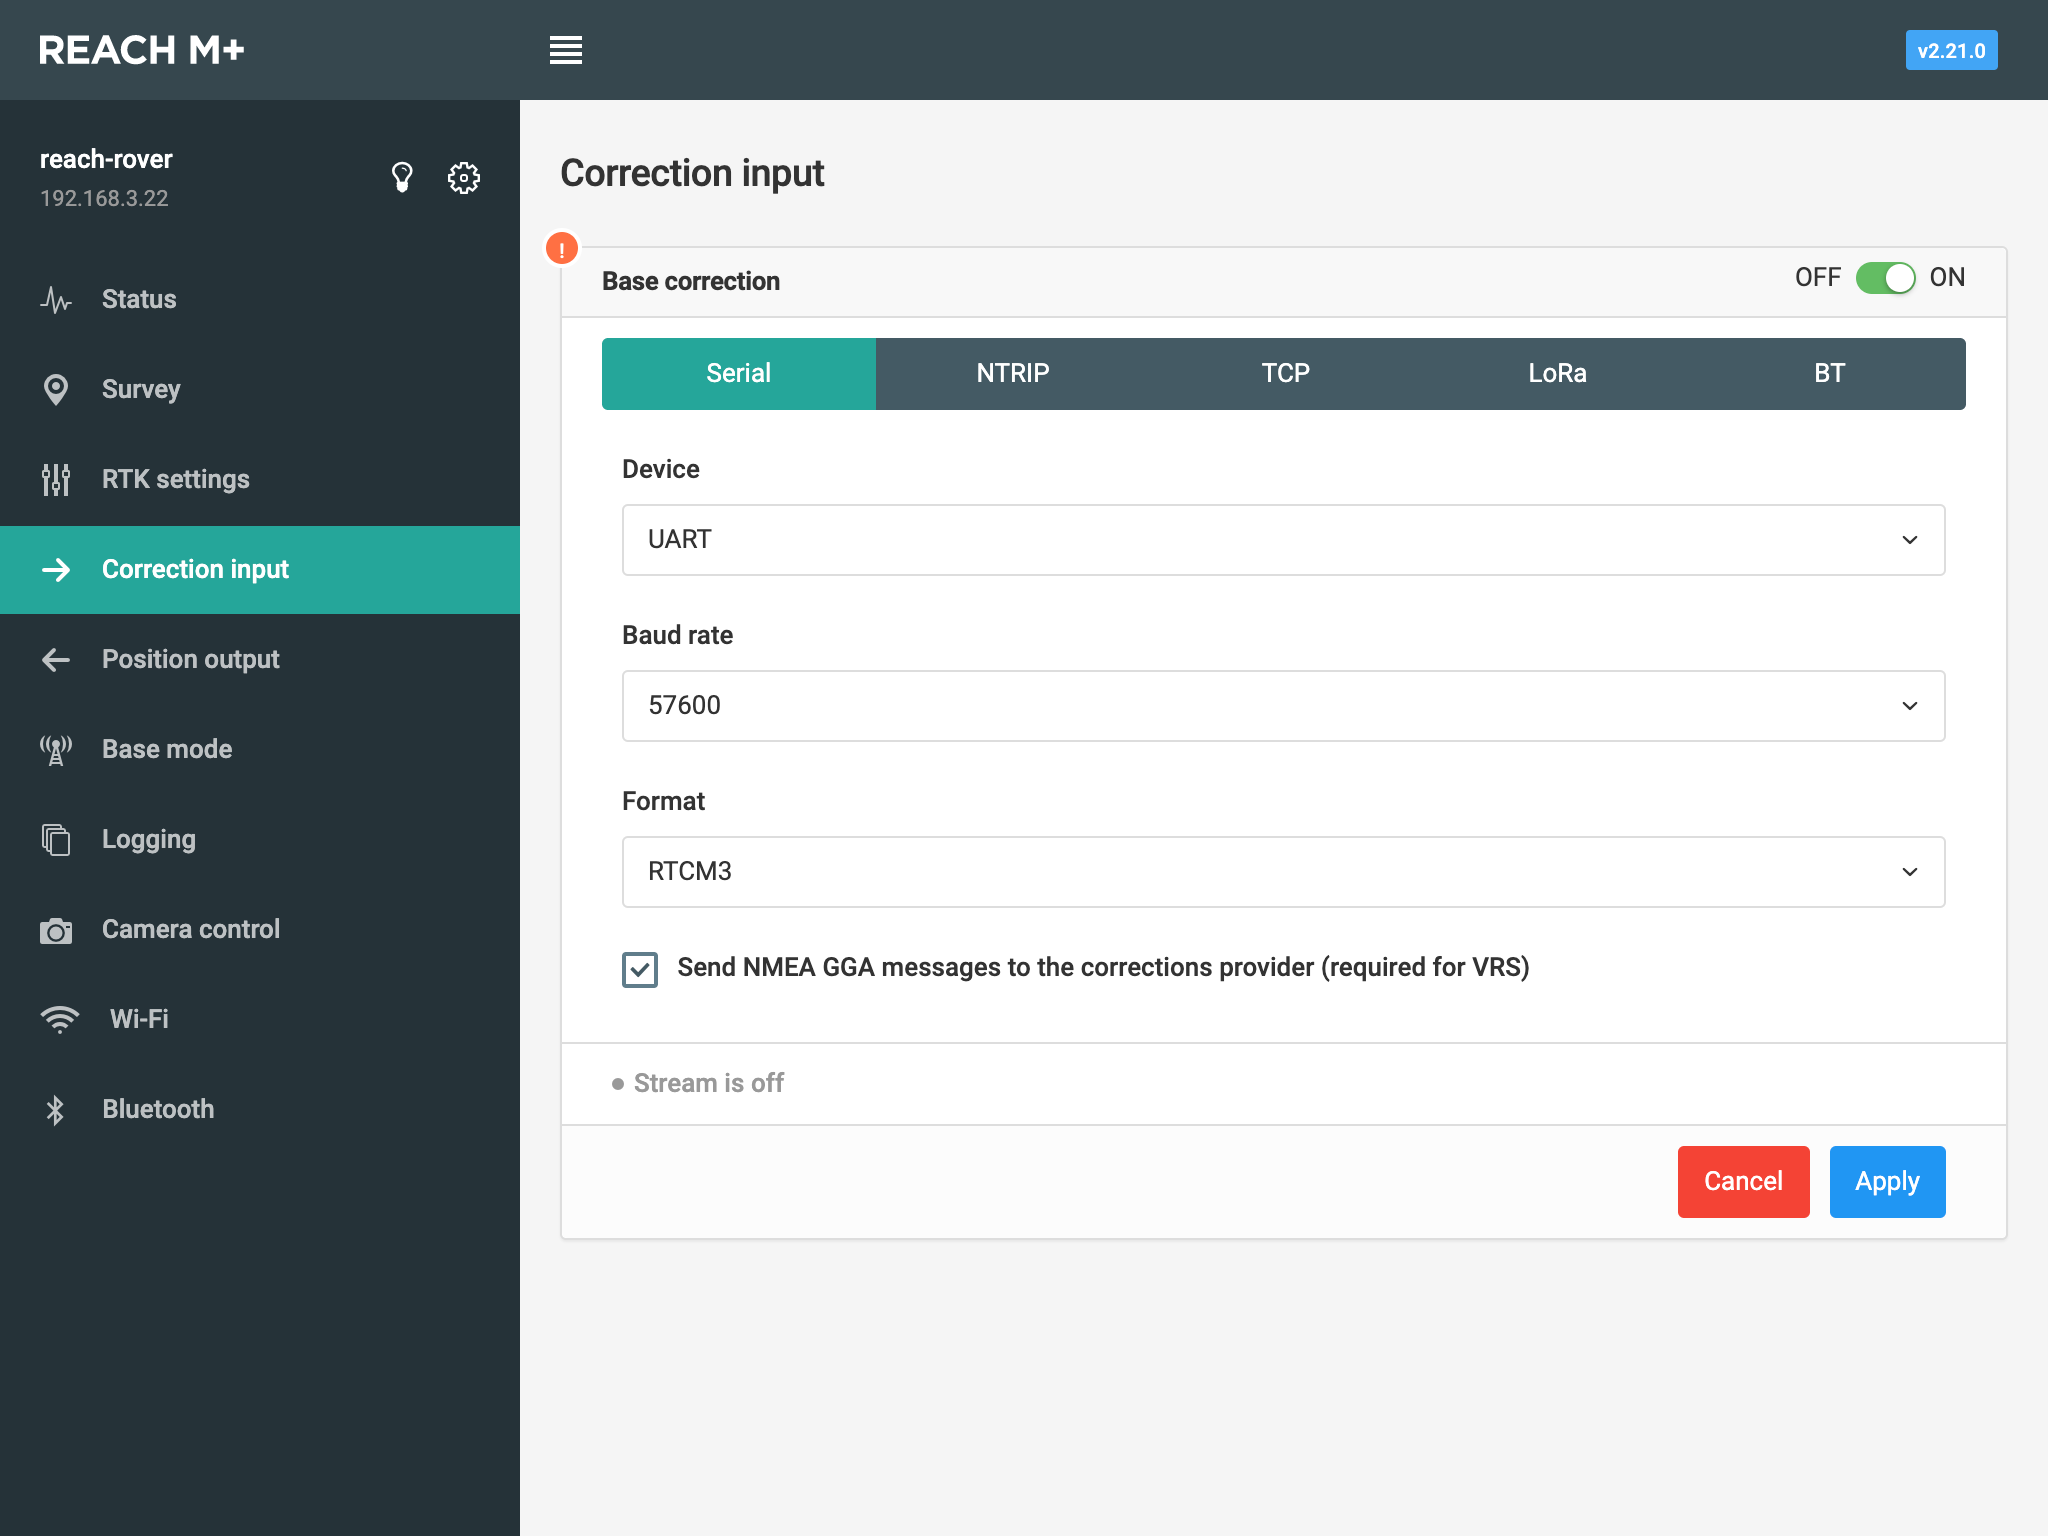 REACH M+
v2.21.0
reach-rover
192.168.3.22
Status
Survey
RTK settings
Correction input
Position output
Base mode
Logging
Camera control
Wi-Fi
Bluetooth
Correction input
!
Base correction
OFF ON
Serial NTRIP TCP LoRa BT
Device
UART
Baud rate
57600
Format
RTCM3
Send NMEA GGA messages to the corrections provider (required for VRS)
Stream is off
Cancel Apply